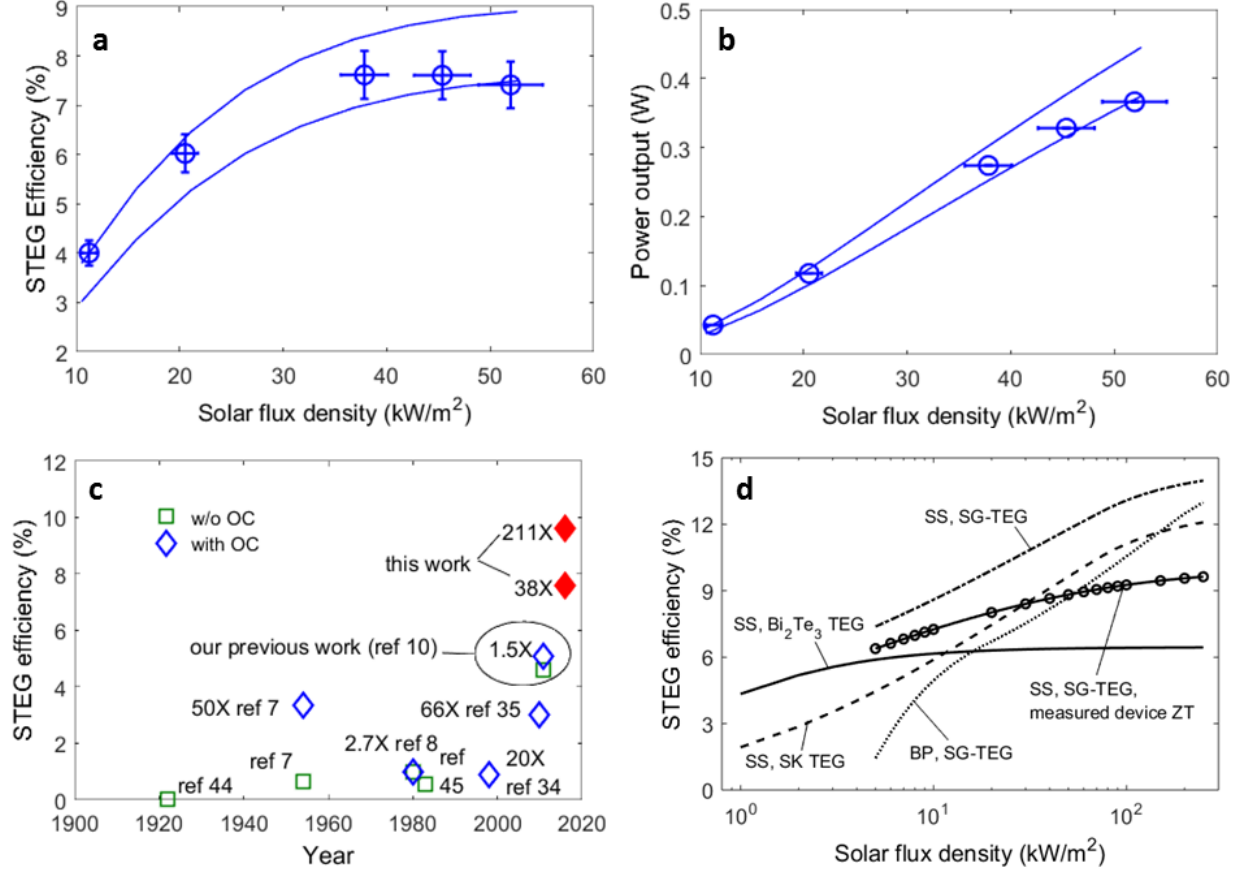 a
STEG Efficiency (%)
9
8
7
6
5
4
3
2
10 20 30 40 50 60
Solar flux density (kW/m²)
b
Power output (W)
0.5
0.4
0.3
0.2
0.1
0
10 20 30 40 50 60
Solar flux density (kW/m²)
c
STEG efficiency (%)
12
10
8
6
4
2
0
w/o OC
with OC
211X
this work
38X
our previous work (ref 10)
1.5X
50X ref 7
66X ref 35
2.7X ref 8
ref 7
ref
45
20X
ref 34
ref 44
1900 1920 1940 1960 1980 2000 2020
Year
d
STEG efficiency (%)
15
12
9
6
3
0
SS, SG-TEG
SS, Bi₂Te₃ TEG
SS, SG-TEG,
measured device ZT
BP, SG-TEG
SS, SK TEG
10⁰ 10¹ 10²
Solar flux density (kW/m²)